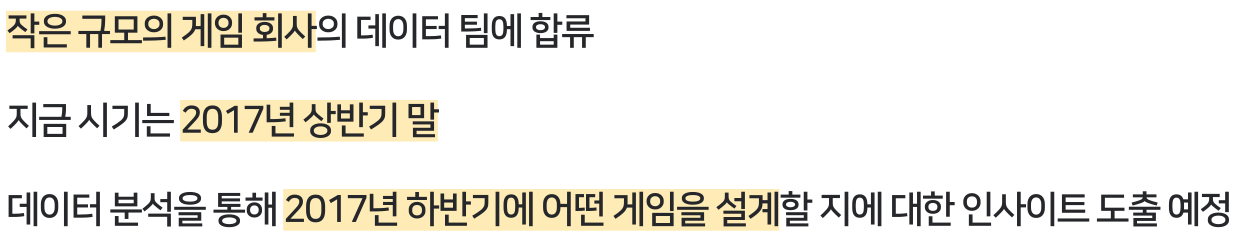 작은 규모의 게임 회사의 데이터 팀에 합류
지금 시기는 2017년 상반기 말
데이터 분석을 통해 2017년 하반기에 어떤 게임을 설계할 지에 대한 인사이트 도출 예정